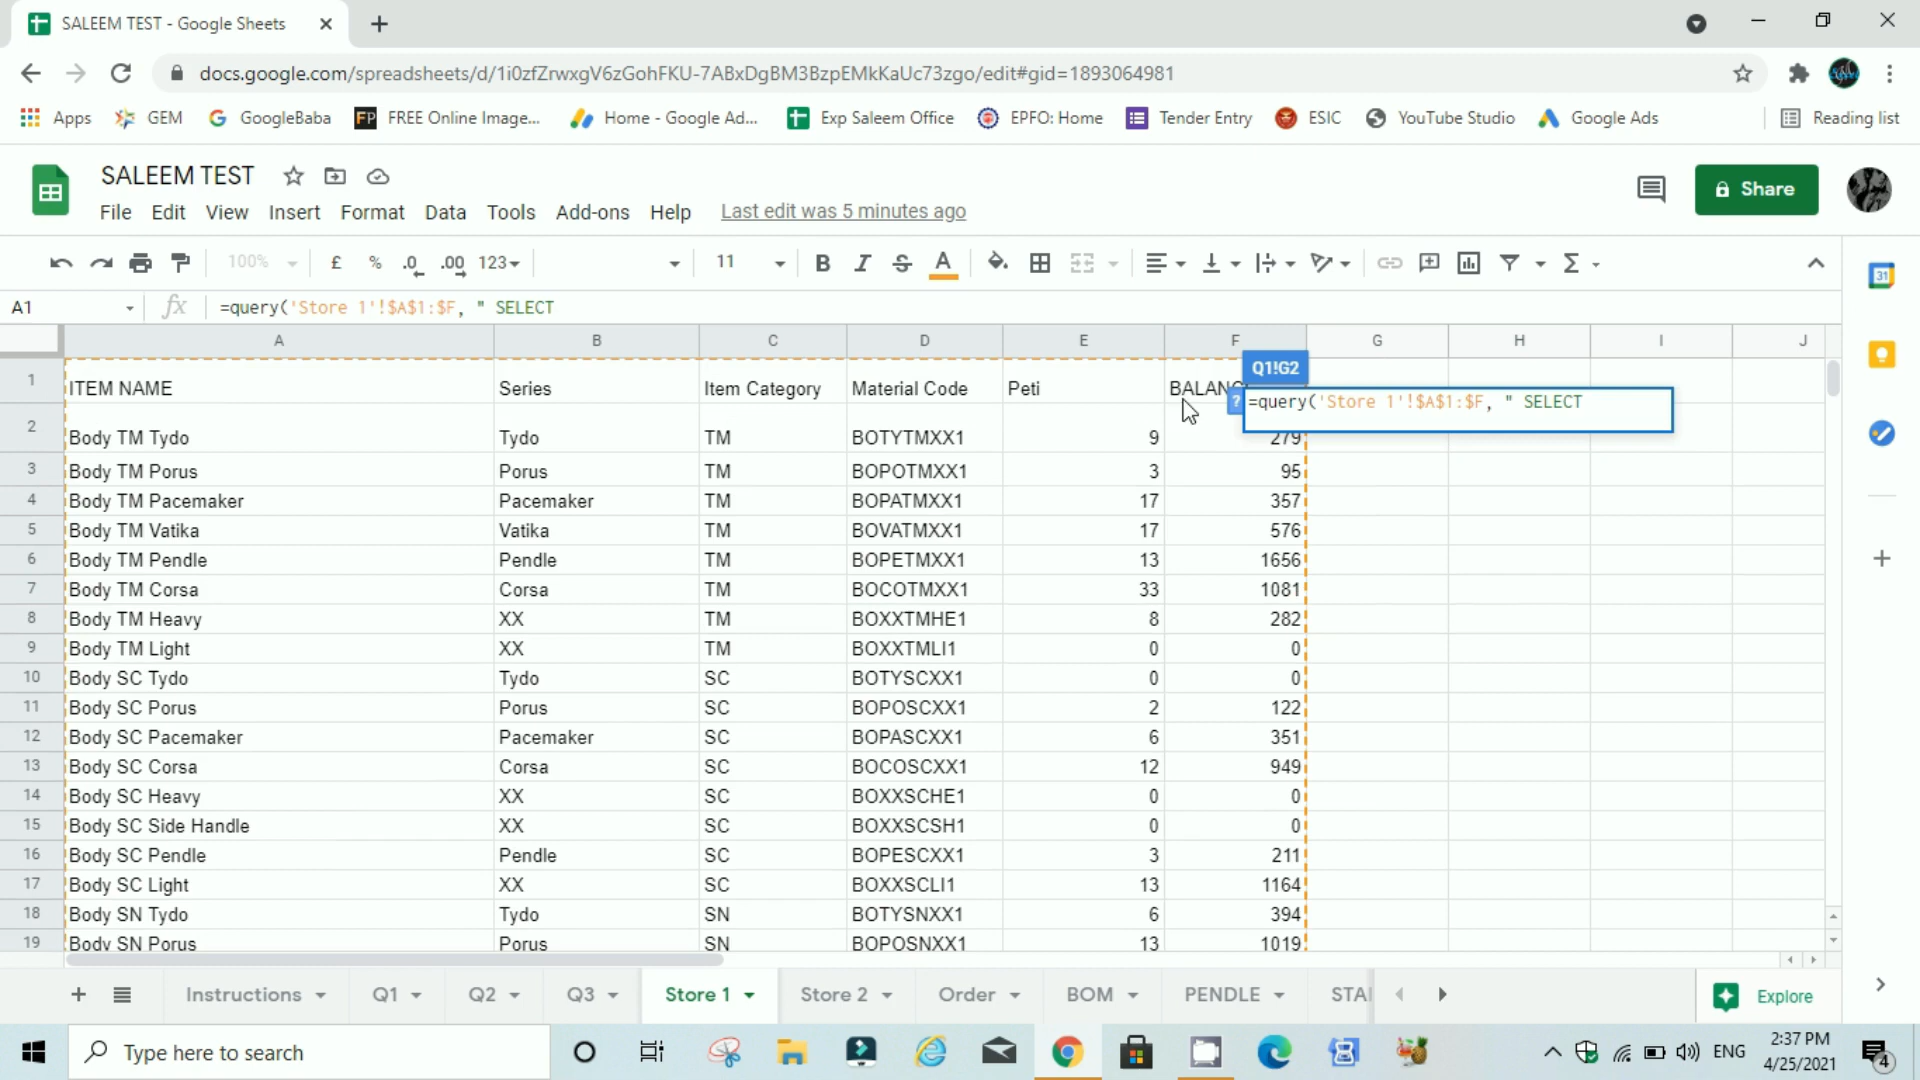 SALEEM TEST - Google Sheets
docs.google.com/spreadsheets/d/1i0zfZrwxgV6zGohFKU-7ABxDgBM3BzpEMkKaUc73zgo/edit#gid=1893064981
Apps GEM GoogleBaba FP FREE Online Image... Home - Google Ad... Exp Saleem Office EPFO: Home Tender Entry ESIC YouTube Studio Google Ads Reading list
SALEEM TEST
Share
File Edit View Insert Format Data Tools Add-ons Help Last edit was 5 minutes ago
100% £ % .0 .00 123 11 B I S A Σ
31
A1 fx =query('Store 1'!$A$1:$F, " SELECT
A B C D E F G H I J
Q1!G2
1 ITEM NAME Series Item Category Material Code Peti BALANC
? =query('Store 1'!$A$1:$F, " SELECT
2 Body TM Tydo Tydo TM BOTYTMXX1 9 279
3 Body TM Porus Porus TM BOPOTMXX1 3 95
4 Body TM Pacemaker Pacemaker TM BOPATMXX1 17 357
5 Body TM Vatika Vatika TM BOVATMXX1 17 576
6 Body TM Pendle Pendle TM BOPETMXX1 13 1656
7 Body TM Corsa Corsa TM BOCOTMXX1 33 1081
8 Body TM Heavy XX TM BOXXTMHE1 8 282
9 Body TM Light XX TM BOXXTMLI1 0 0
10 Body SC Tydo Tydo SC BOTYSCXX1 0 0
11 Body SC Porus Porus SC BOPOSCXX1 2 122
12 Body SC Pacemaker Pacemaker SC BOPASCXX1 6 351
13 Body SC Corsa Corsa SC BOCOSCXX1 12 949
14 Body SC Heavy XX SC BOXXSCHE1 0 0
15 Body SC Side Handle XX SC BOXXSCSH1 0 0
16 Body SC Pendle Pendle SC BOPESCXX1 3 211
17 Body SC Light XX SC BOXXSCLI1 13 1164
18 Body SN Tydo Tydo SN BOTYSNXX1 6 394
19 Body SN Porus Porus SN BOPOSNXX1 13 1019
Instructions Q1 Q2 Q3 Store 1 Store 2 Order BOM PENDLE STAI Explore
Type here to search
ENG
2:37 PM
4/25/2021
4